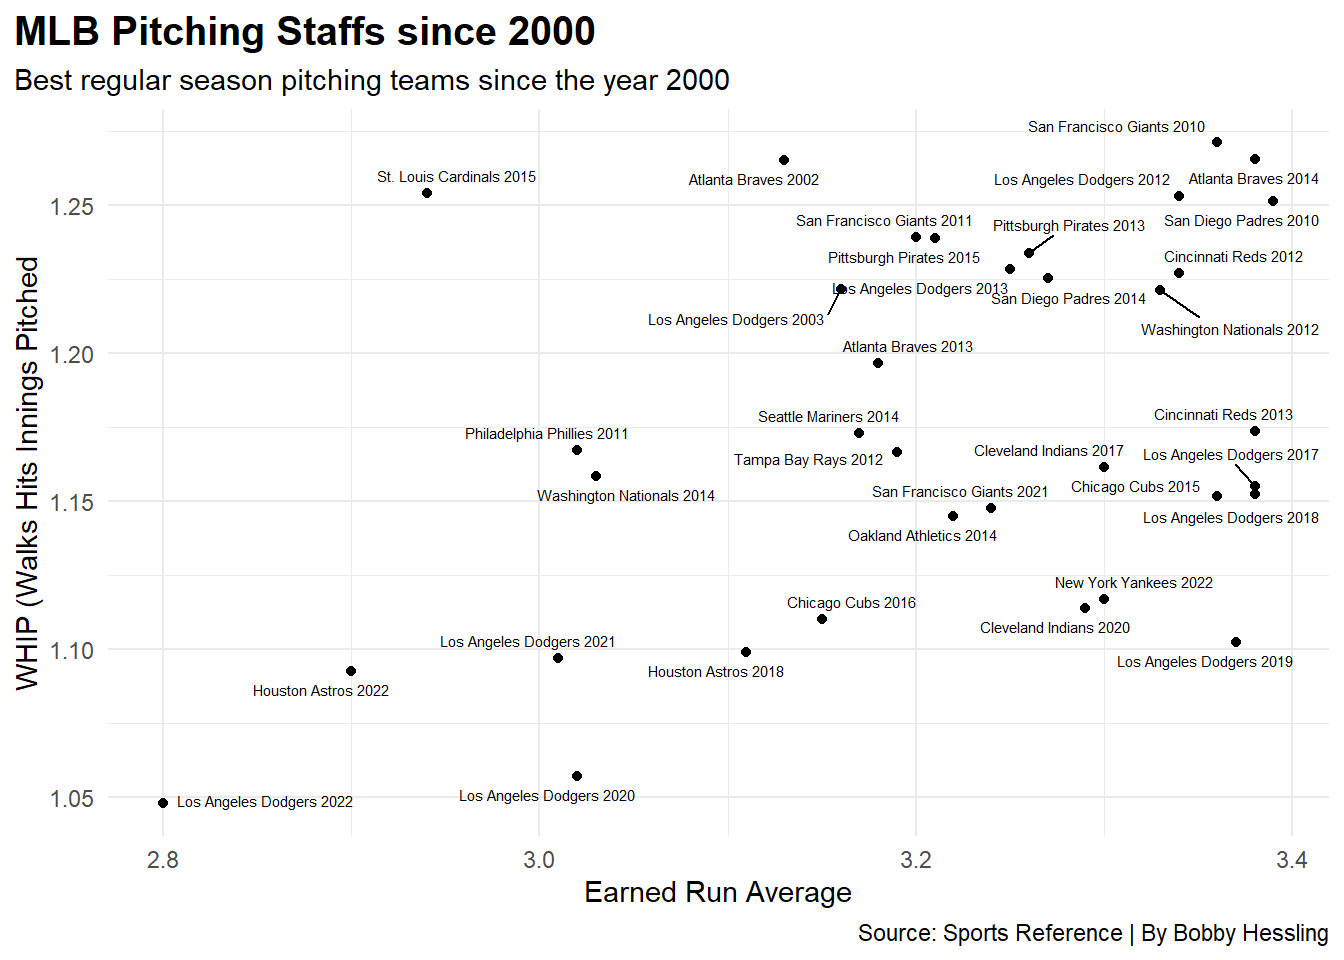 MLB Pitching Staffs since 2000
Best regular season pitching teams since the year 2000
WHIP (Walks Hits Innings Pitched
1.25
1.20
1.15
1.10
1.05
San Francisco Giants 2010
St. Louis Cardinals 2015
Atlanta Braves 2002
Los Angeles Dodgers 2012
Atlanta Braves 2014
San Francisco Giants 2011
Pittsburgh Pirates 2013
San Diego Padres 2010
Pittsburgh Pirates 2015
Cincinnati Reds 2012
Los Angeles Dodgers 2013
San Diego Padres 2014
Los Angeles Dodgers 2003
Washington Nationals 2012
Atlanta Braves 2013
Seattle Mariners 2014
Cincinnati Reds 2013
Philadelphia Phillies 2011
Tampa Bay Rays 2012
Cleveland Indians 2017
Los Angeles Dodgers 2017
Washington Nationals 2014
San Francisco Giants 2021
Chicago Cubs 2015
Los Angeles Dodgers 2018
Oakland Athletics 2014
New York Yankees 2022
Chicago Cubs 2016
Cleveland Indians 2020
Los Angeles Dodgers 2021
Houston Astros 2018
Los Angeles Dodgers 2019
Houston Astros 2022
Los Angeles Dodgers 2020
Los Angeles Dodgers 2022
2.8
3.0
3.2
3.4
Earned Run Average
Source: Sports Reference | By Bobby Hessling